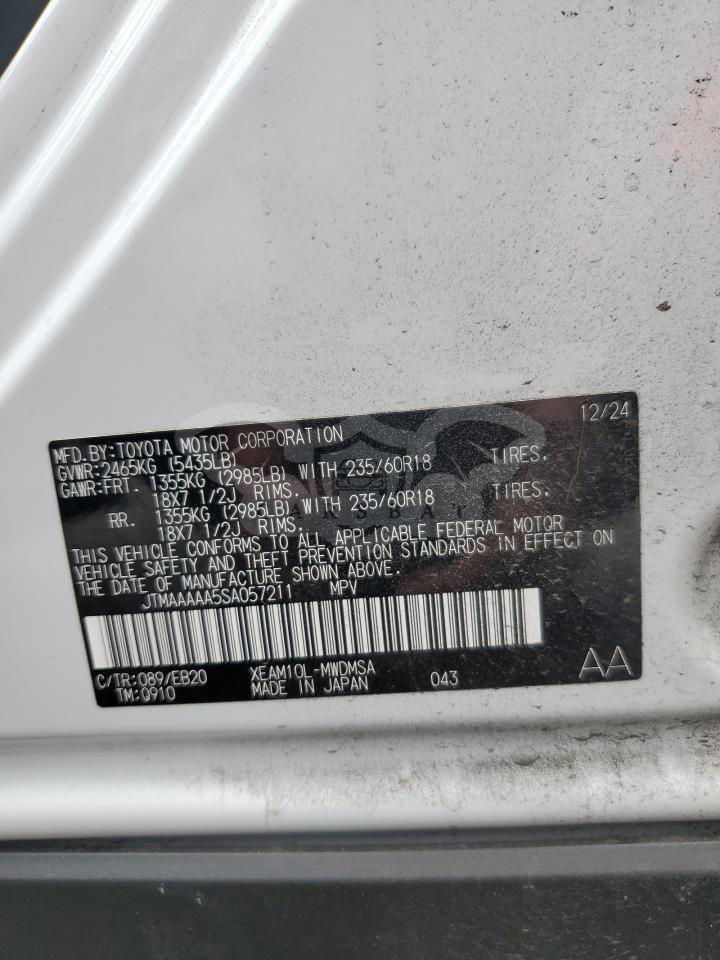 12/24
MFD.BY:TOYOTA MOTOR CORPORATION
GVWR:2465KG (5435LB)
GAWR:FRT. 1355KG (2985LB) WITH 235/60R18 TIRES.
18X7 1/2J RIMS.
RR. 1355KG (2985LB) WITH 235/60R18 TIRES.
18X7 1/2J RIMS.
THIS VEHICLE CONFORMS TO ALL APPLICABLE FEDERAL MOTOR
VEHICLE SAFETY AND THEFT PREVENTION STANDARDS IN EFFECT ON
DATE OF MANUFACTURE SHOWN ABOVE.
JTMAAAAA5SA057211 MPV
C/TR:089/EB20 XEAM10L-MWDMSA 043 AA
TM:Q910 MADE IN JAPAN